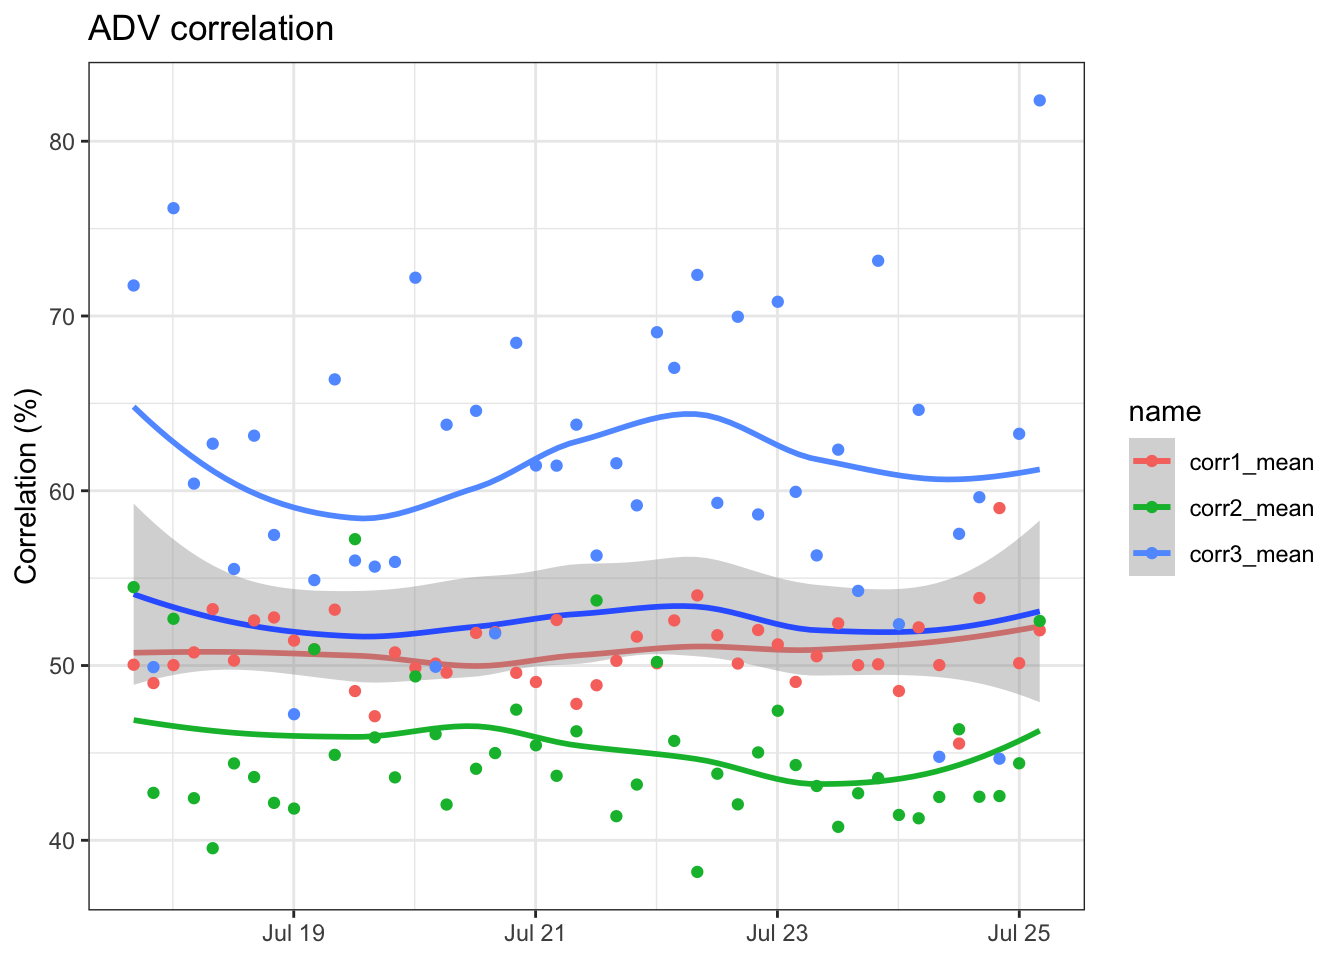 ADV correlation
Correlation (%)
80
70
60
50
40
Jul 19
Jul 21
Jul 23
Jul 25
name
corr1_mean
corr2_mean
corr3_mean